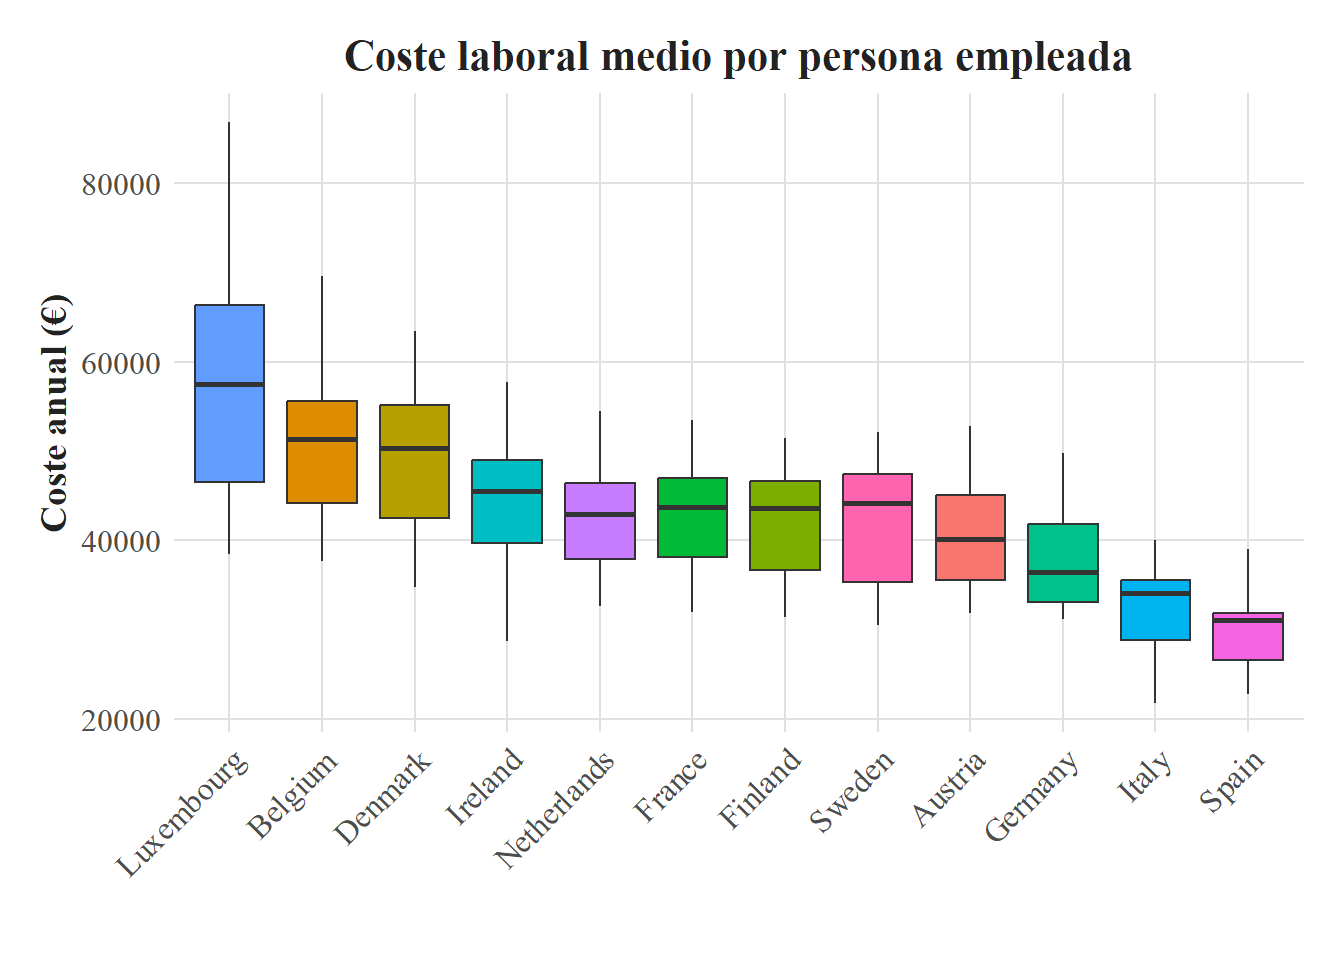 Coste laboral medio por persona empleada
Coste anual (€)
80000
60000
40000
20000
Luxembourg
Belgium
Denmark
Ireland
Netherlands
France
Finland
Sweden
Austria
Germany
Italy
Spain